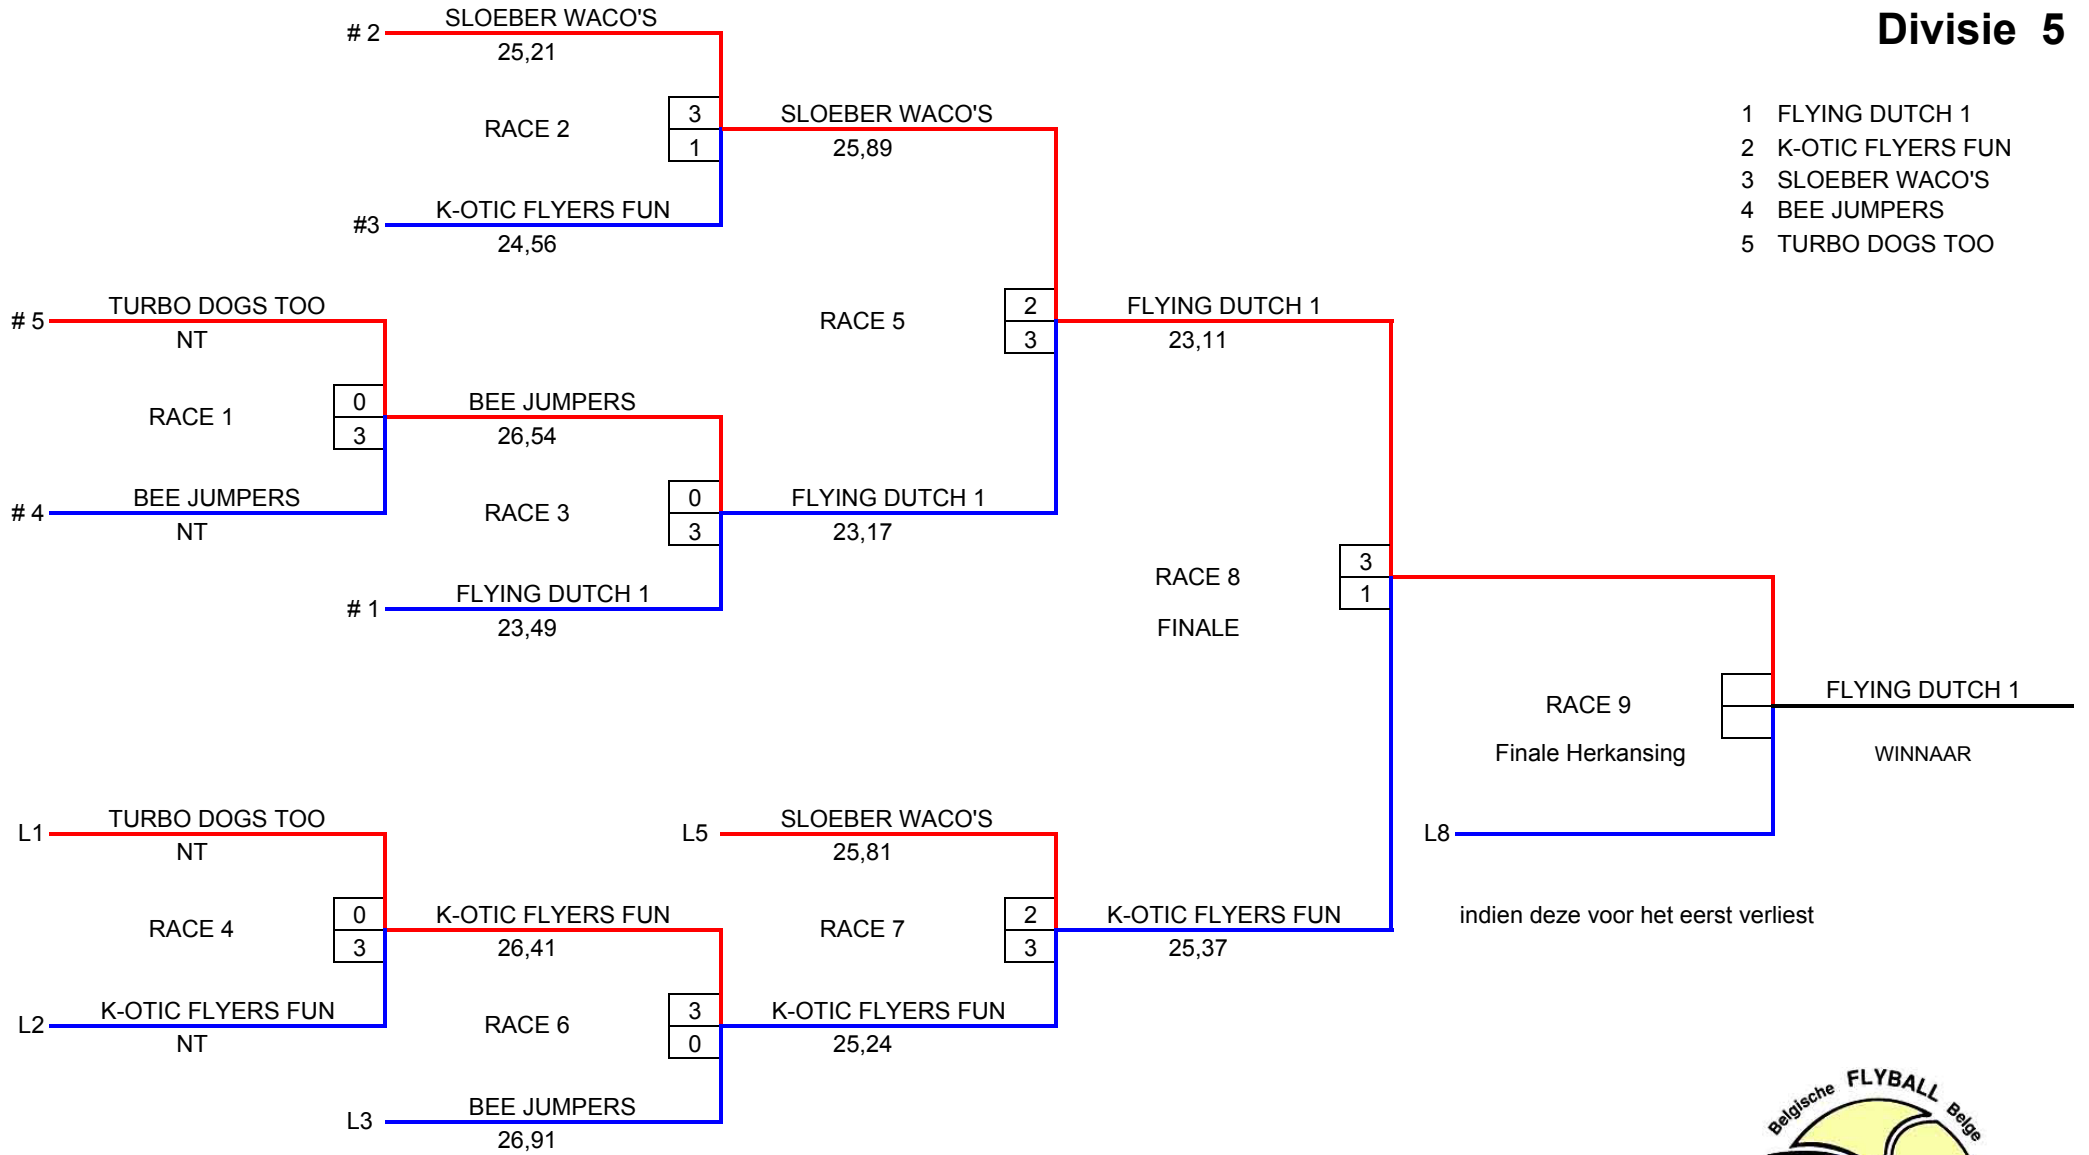 Divisie 5
1 FLYING DUTCH 1
2 K-OTIC FLYERS FUN
3 SLOEBER WACO'S
4 BEE JUMPERS
5 TURBO DOGS TOO
# 2 SLOEBER WACO'S
25,21
RACE 2
3
1
SLOEBER WACO'S
25,89
#3 K-OTIC FLYERS FUN
24,56
# 5 TURBO DOGS TOO
NT
RACE 1
0
3
BEE JUMPERS
26,54
# 4 BEE JUMPERS
NT
RACE 3
0
3
FLYING DUTCH 1
23,17
# 1 FLYING DUTCH 1
23,49
RACE 5
2
3
FLYING DUTCH 1
23,11
RACE 8
3
1
FINALE
RACE 9
Finale Herkansing
FLYING DUTCH 1
WINNAAR
L8
indien deze voor het eerst verliest
L1 TURBO DOGS TOO
NT
RACE 4
0
3
K-OTIC FLYERS FUN
26,41
L2 K-OTIC FLYERS FUN
NT
RACE 6
3
0
K-OTIC FLYERS FUN
25,24
L3 BEE JUMPERS
26,91
L5 SLOEBER WACO'S
25,81
RACE 7
2
3
K-OTIC FLYERS FUN
25,37
Belgische FLYBALL Belge